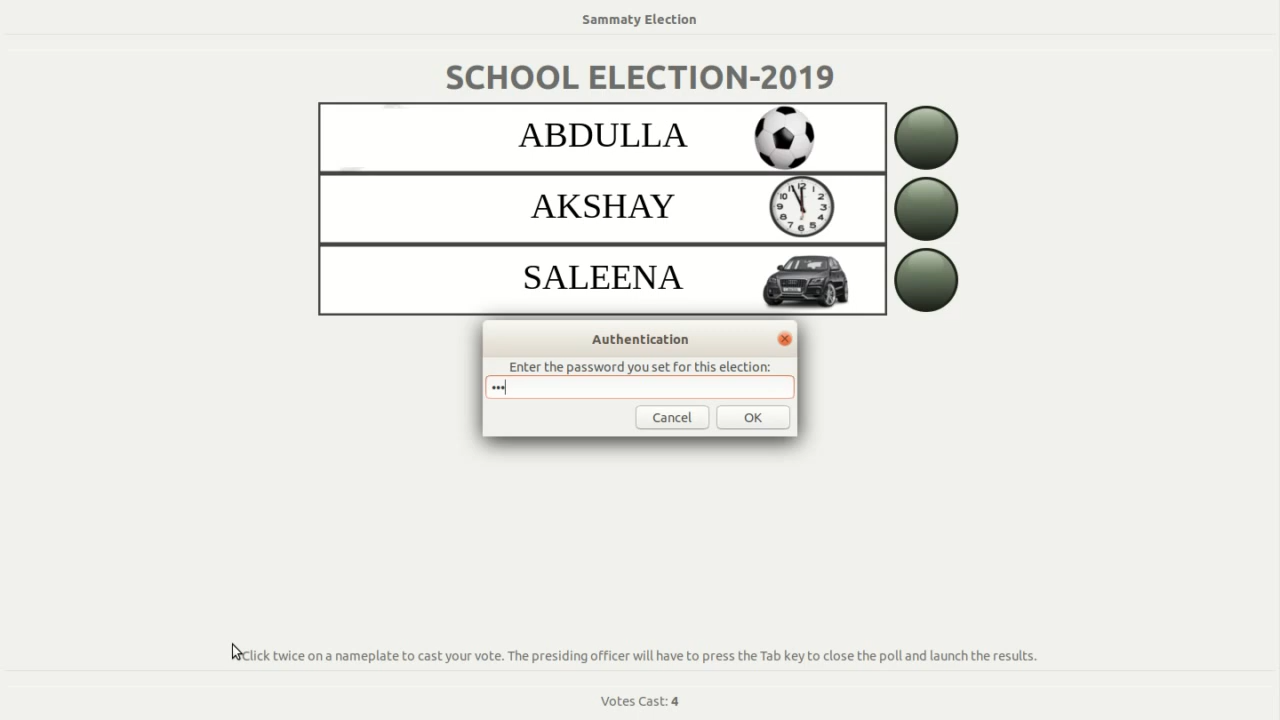 Sammaty Election
SCHOOL ELECTION-2019
ABDULLA
AKSHAY
SALEENA
Authentication
Enter the password you set for this election:
•••
Cancel
OK
Click twice on a nameplate to cast your vote. The presiding officer will have to press the Tab key to close the poll and launch the results.
Votes Cast: 4